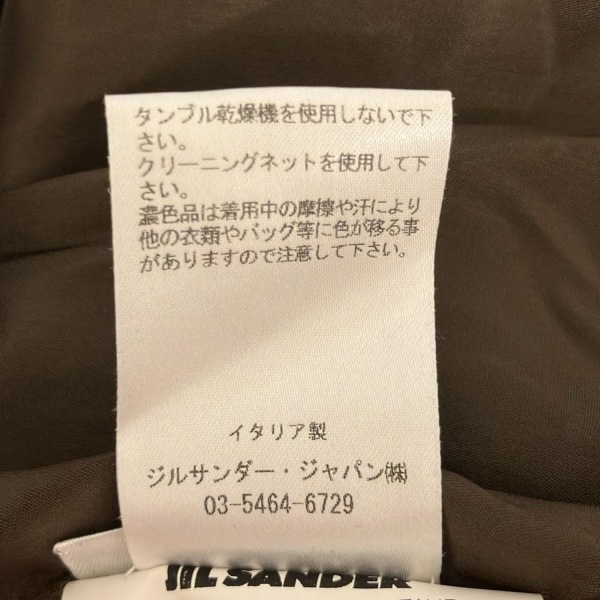 タンブル乾燥機を使用しないで下
さい。
クリーニングネットを使用して下
さい。
濃色品は着用中の摩擦や汗により
他の衣類やバッグ等に色が移る事
がありますので注意して下さい。
イタリア製
ジルサンダー・ジャパン㈱
03-5464-6729
JIL SANDER